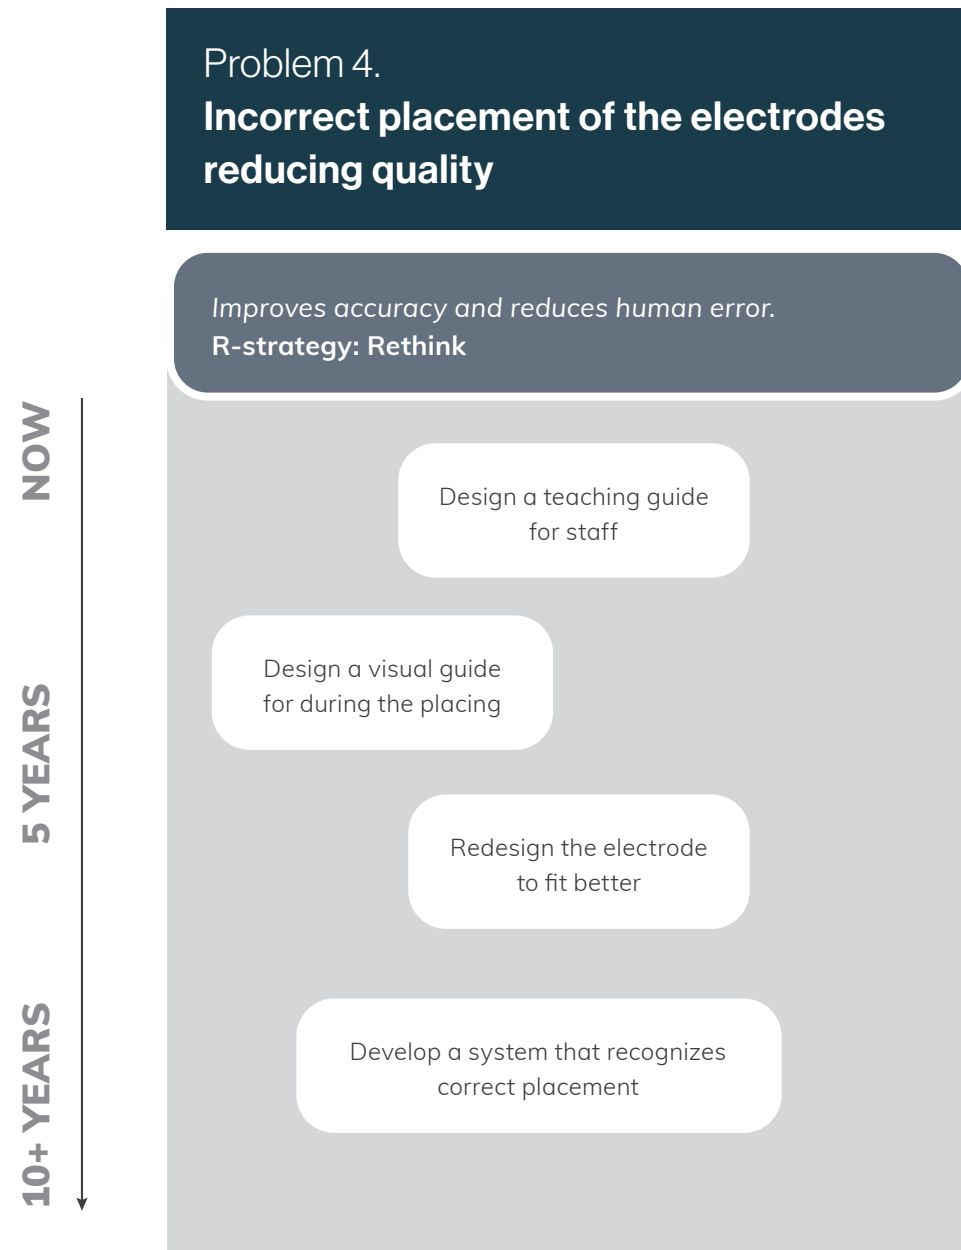 Problem 4.
Incorrect placement of the electrodes
reducing quality
Improves accuracy and reduces human error.
R-strategy: Rethink
NOW
Design a teaching guide
for staff
Design a visual guide
for during the placing
5 YEARS
Redesign the electrode
to fit better
10+ YEARS
Develop a system that recognizes
correct placement